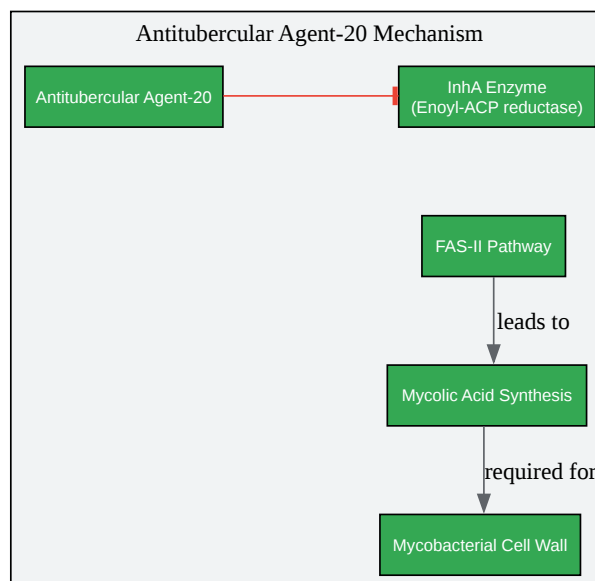 Antitubercular Agent-20 Mechanism
Antitubercular Agent-20
InhA Enzyme
(Enoyl-ACP reductase)
FAS-II Pathway
leads to
Mycolic Acid Synthesis
required for
Mycobacterial Cell Wall